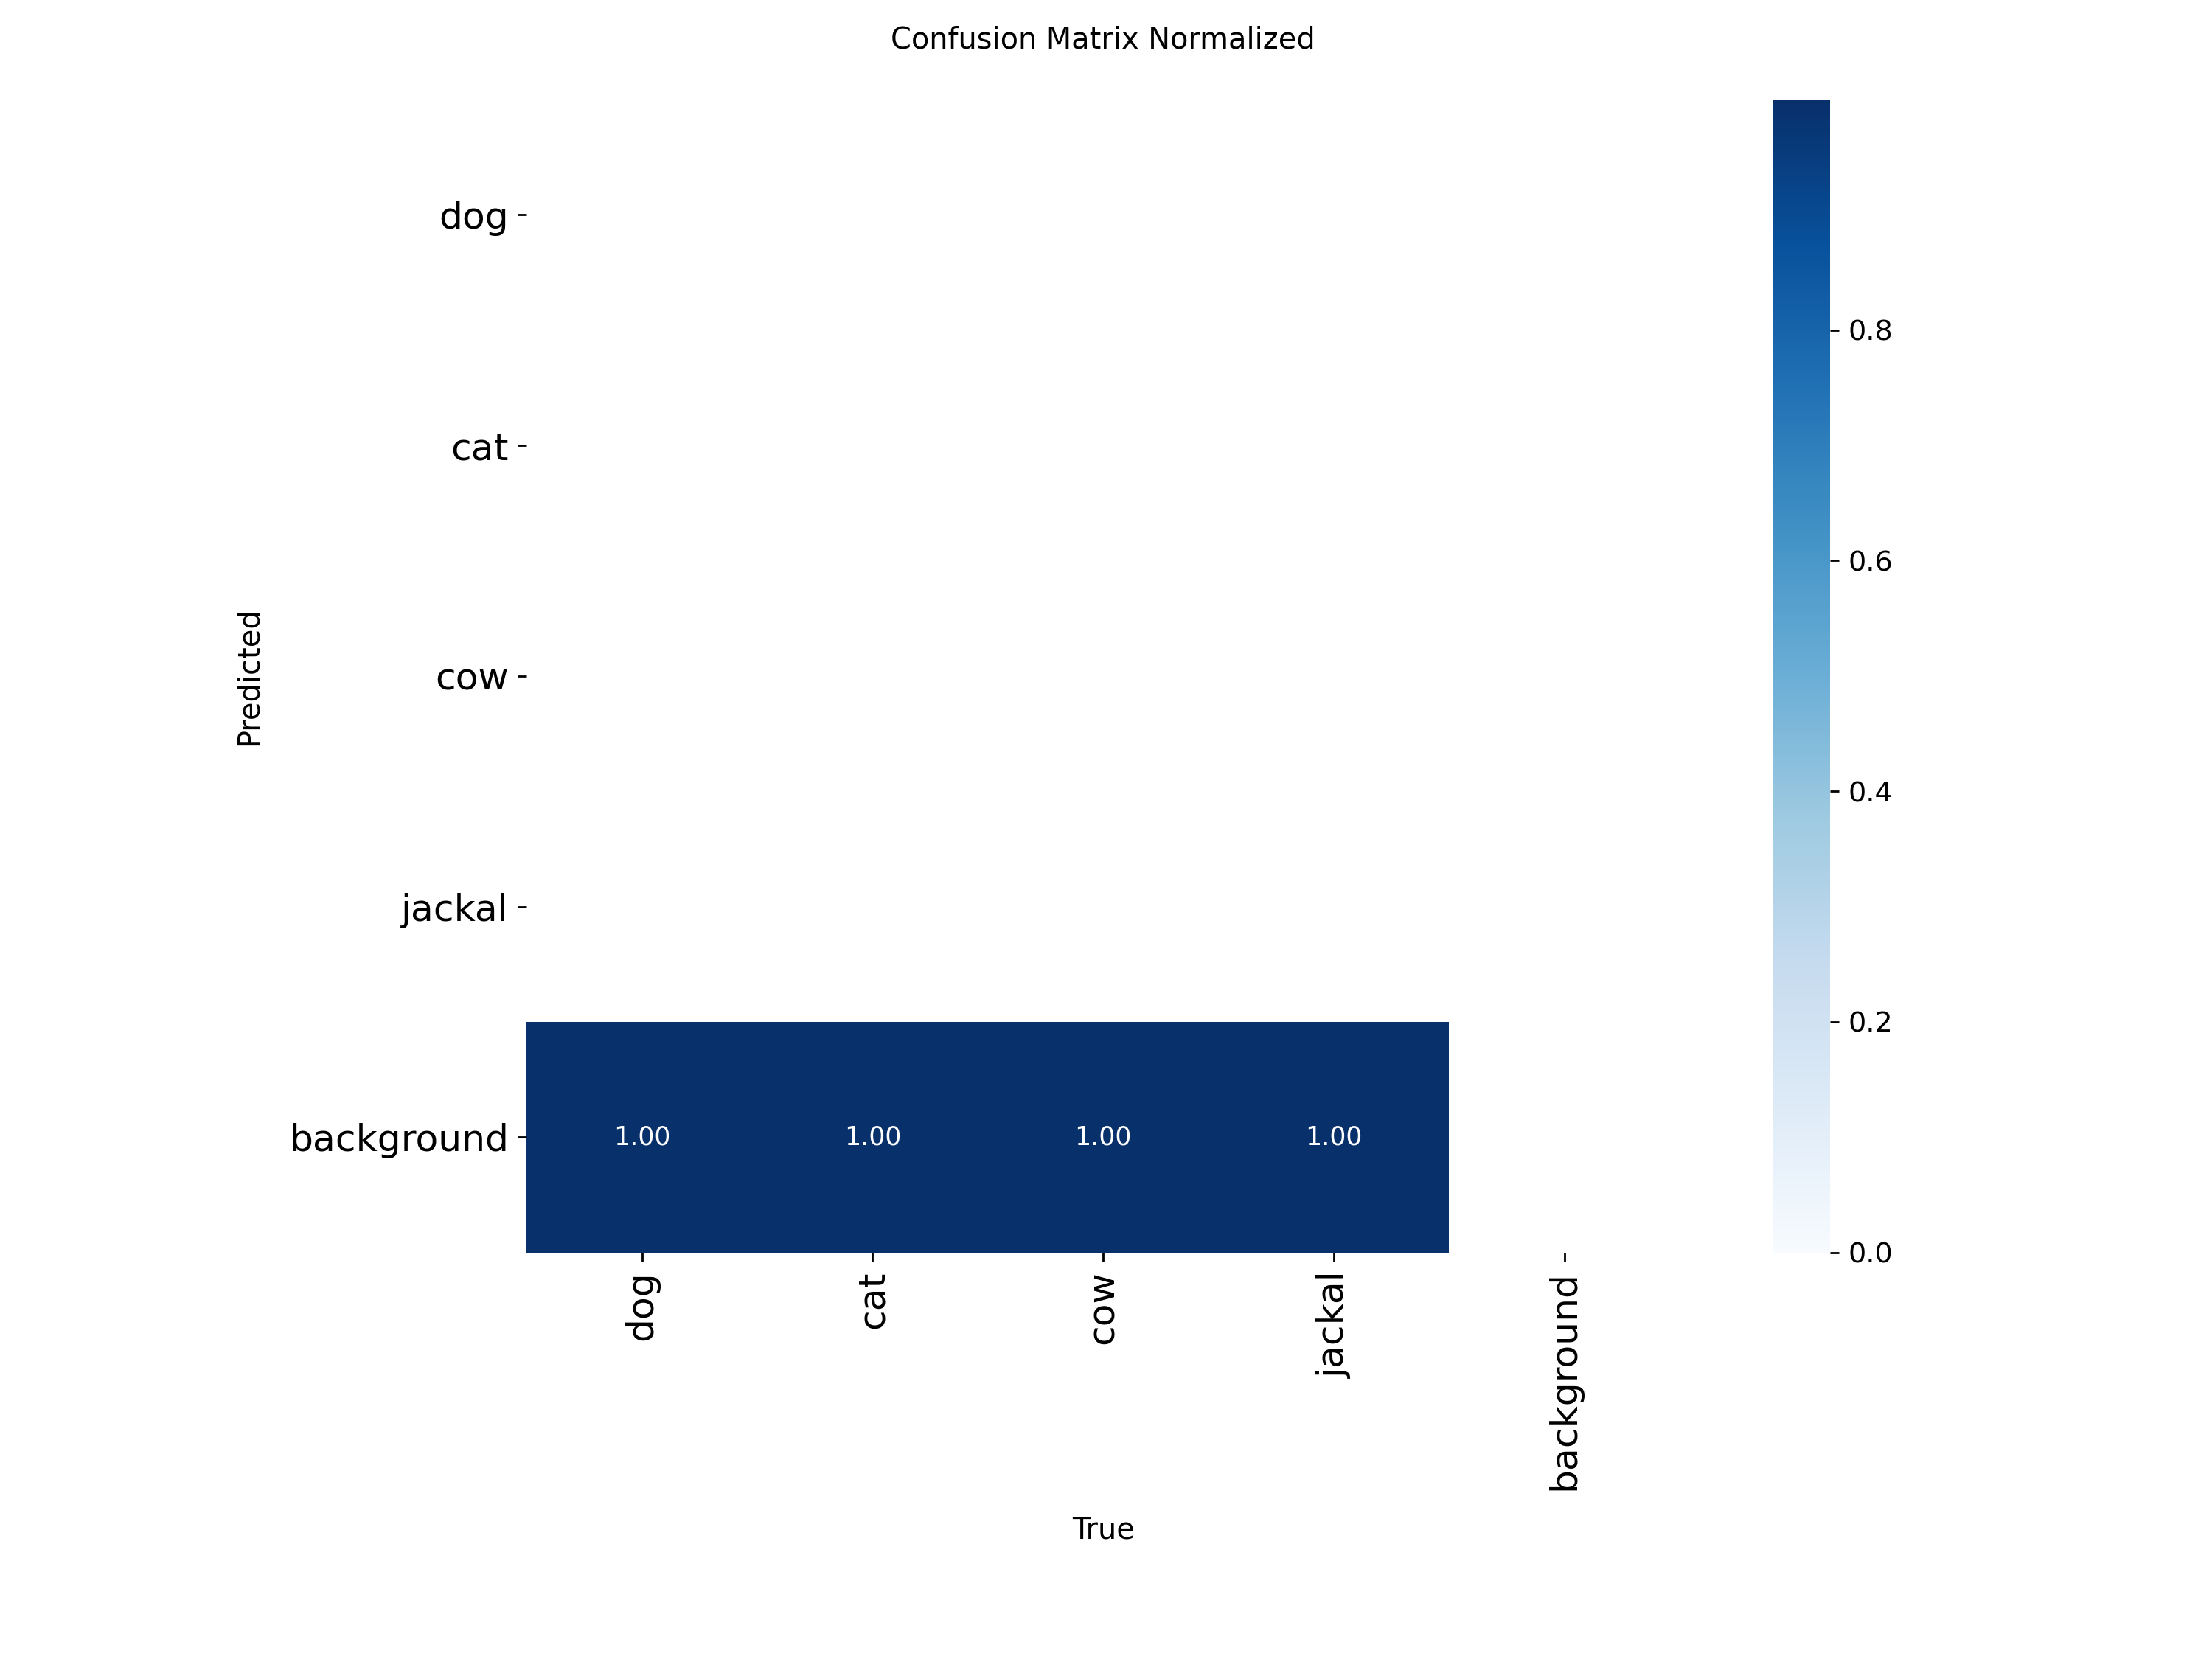 Confusion Matrix Normalized
dog
cat
cow
jackal
background
Predicted
1.00 1.00 1.00 1.00
dog cat cow jackal background
True
0.8
0.6
0.4
0.2
0.0